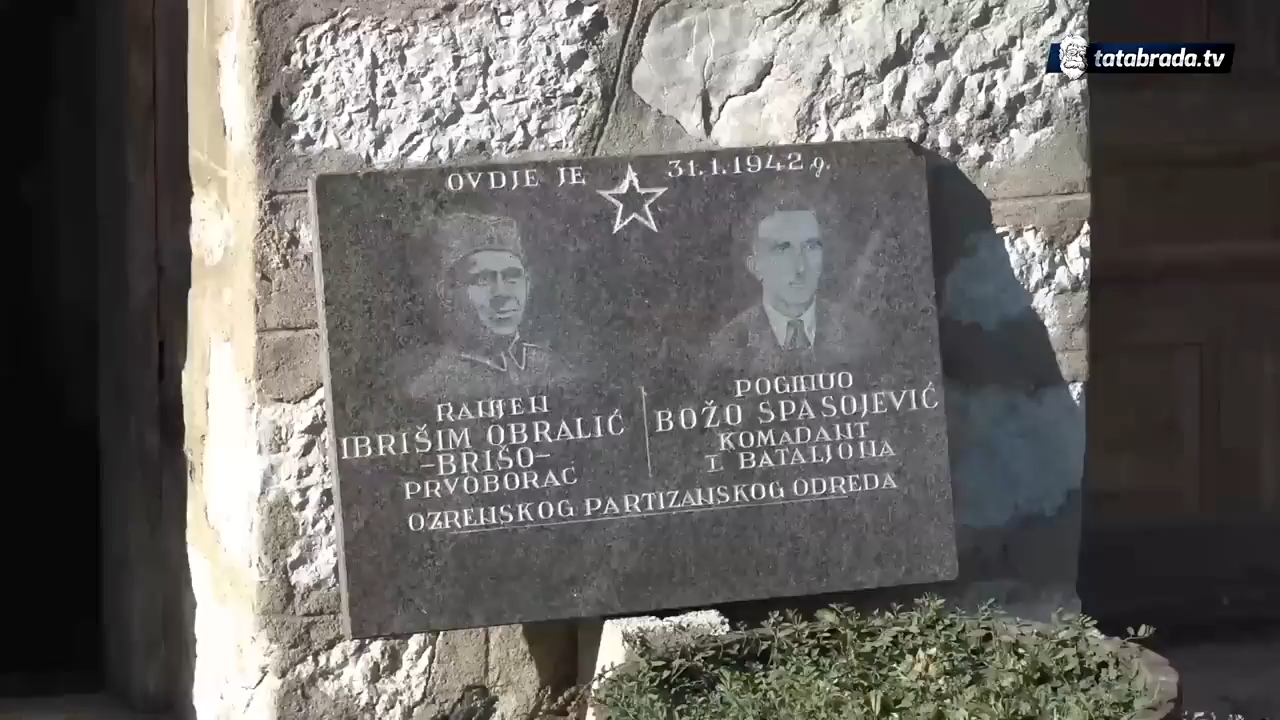 tatabrada.tv
OVDJE JE 31.1.1942 g.
RANJEN
IBRIŠIM OBRALIĆ
-BRIŠO-
PRVOBORAC
POGINUO
BOŽO SPASOJEVIĆ
KOMADANT
I BATALJONA
OZRENSKOG PARTIZANSKOG ODREDA